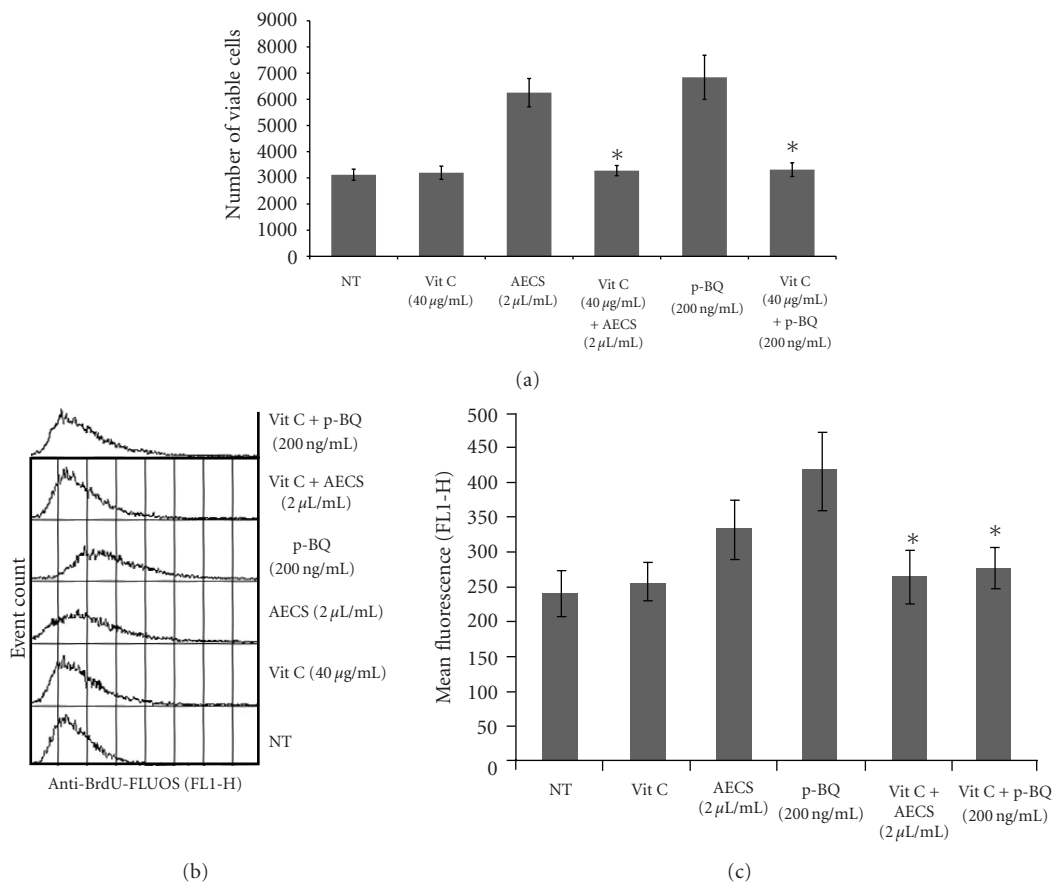 Number of viable cells
9000
8000
7000
6000
5000
4000
3000
2000
1000
0
*
*
NT
Vit C
(40 µg/mL)
AECS
(2 µL/mL)
Vit C
(40 µg/mL)
+ AECS
(2 µL/mL)
p-BQ
(200 ng/mL)
Vit C
(40 µg/mL)
+ p-BQ
(200 ng/mL)
(a)
Event count
Vit C + p-BQ
(200 ng/mL)
Vit C + AECS
(2 µL/mL)
p-BQ
(200 ng/mL)
AECS (2 µL/mL)
Vit C (40 µg/mL)
NT
Anti-BrdU-FLUOS (FL1-H)
(b)
Mean fluorescence (FL1-H)
500
450
400
350
300
250
200
150
100
50
0
*
*
NT
Vit C
AECS
(2 µL/mL)
p-BQ
(200 ng/mL)
Vit C +
AECS
(2 µL/mL)
Vit C + p-BQ
(200 ng/mL)
(c)